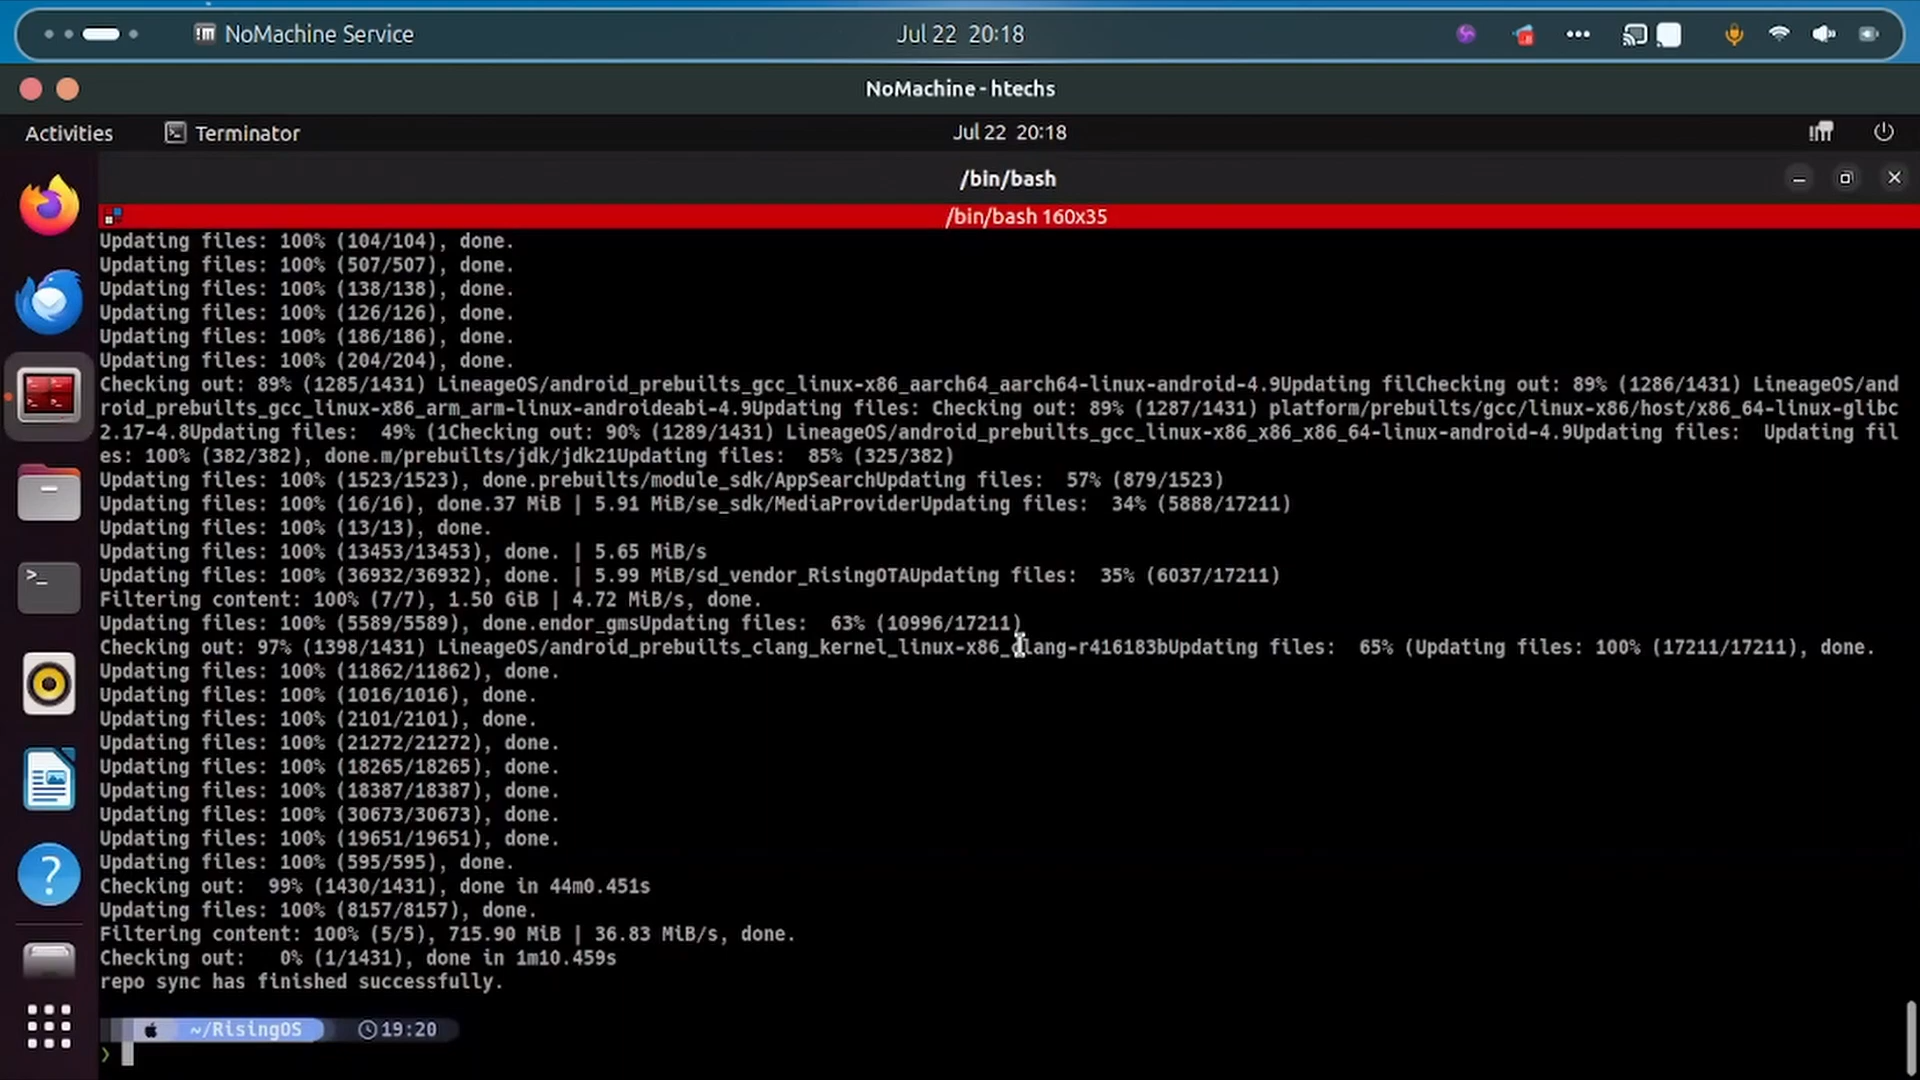 NoMachine Service
Jul 22 20:18
NoMachine - htechs
Activities
Terminator
Jul 22 20:18
/bin/bash
/bin/bash 160x35
Updating files: 100% (104/104), done.
Updating files: 100% (507/507), done.
Updating files: 100% (138/138), done.
Updating files: 100% (126/126), done.
Updating files: 100% (186/186), done.
Updating files: 100% (204/204), done.
Checking out: 89% (1285/1431) LineageOS/android_prebuilts_gcc_linux-x86_aarch64_aarch64-linux-android-4.9Updating filChecking out: 89% (1286/1431) LineageOS/and
roid_prebuilts_gcc_linux-x86_arm_arm-linux-androideabi-4.9Updating files: Checking out: 89% (1287/1431) platform/prebuilts/gcc/linux-x86/host/x86_64-linux-glibc
2.17-4.8Updating files:  49% (1Checking out: 90% (1289/1431) LineageOS/android_prebuilts_gcc_linux-x86_x86_x86_64-linux-android-4.9Updating files:  Updating fil
es: 100% (382/382), done.m/prebuilts/jdk/jdk21Updating files:  85% (325/382)
Updating files: 100% (1523/1523), done.prebuilts/module_sdk/AppSearchUpdating files:  57% (879/1523)
Updating files: 100% (16/16), done.37 MiB | 5.91 MiB/se_sdk/MediaProviderUpdating files:  34% (5888/17211)
Updating files: 100% (13/13), done.
Updating files: 100% (13453/13453), done. | 5.65 MiB/s
Updating files: 100% (36932/36932), done. | 5.99 MiB/sd_vendor_RisingOTAUpdating files:  35% (6037/17211)
Filtering content: 100% (7/7), 1.50 GiB | 4.72 MiB/s, done.
Updating files: 100% (5589/5589), done.endor_gmsUpdating files:  63% (10996/17211)
Checking out: 97% (1398/1431) LineageOS/android_prebuilts_clang_kernel_linux-x86_clang-r416183bUpdating files:  65% (Updating files: 100% (17211/17211), done.
Updating files: 100% (11862/11862), done.
Updating files: 100% (1016/1016), done.
Updating files: 100% (2101/2101), done.
Updating files: 100% (21272/21272), done.
Updating files: 100% (18265/18265), done.
Updating files: 100% (18387/18387), done.
Updating files: 100% (30673/30673), done.
Updating files: 100% (19651/19651), done.
Updating files: 100% (595/595), done.
Checking out:  99% (1430/1431), done in 44m0.451s
Updating files: 100% (8157/8157), done.
Filtering content: 100% (5/5), 715.90 MiB | 36.83 MiB/s, done.
Checking out:   0% (1/1431), done in 1m10.459s
repo sync has finished successfully.
~/RisingOS 19:20
❯